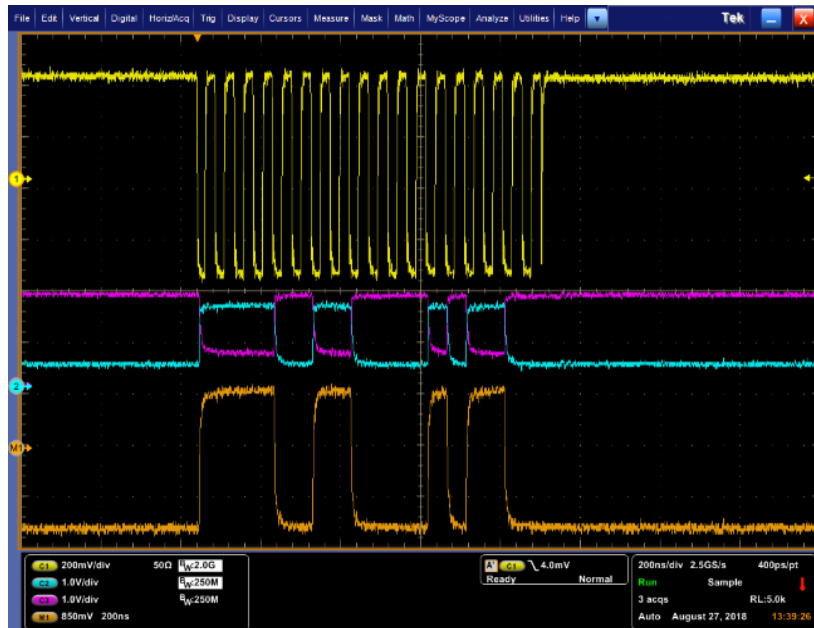 File Edit Vertical Digital Horiz/Acq Trig Display Cursors Measure Mask Math MyScope Analyze Utilities Help Tek X
1
2
M1
C1 200mV/div 50Ω BW:2.0G
C2 1.0V/div BW:250M
C3 1.0V/div BW:250M
M1 850mV 200ns
A' C1 4.0mV
Ready Normal
200ns/div 2.5GS/s 400ps/pt
Run Sample
3 acqs RL:5.0k
Auto August 27, 2018 13:39:26